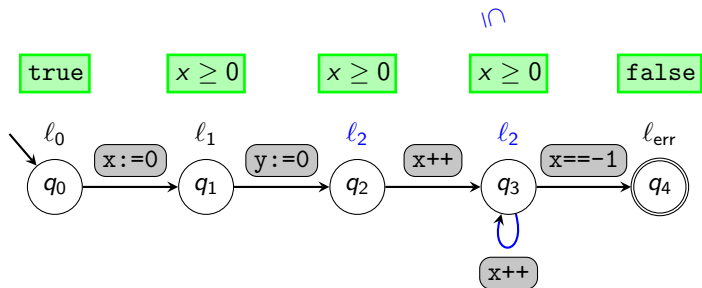 ⊆
true x ≥ 0 x ≥ 0 x ≥ 0 false
ℓ0 ℓ1 ℓ2 ℓ2 ℓerr
x:=0 y:=0 x++ x==-1
q0 q1 q2 q3 q4
x++